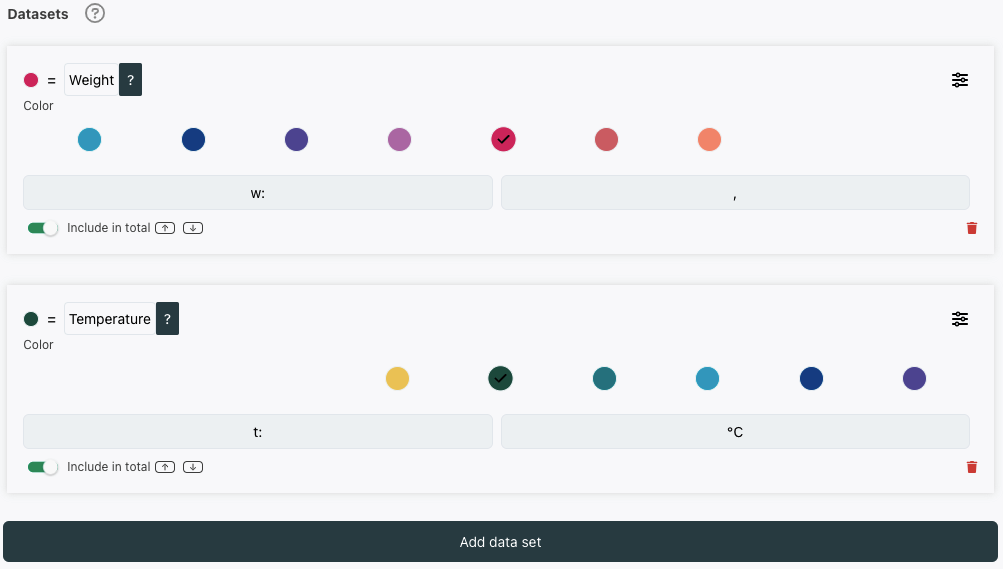 Datasets ?
= Weight ?
Color
w: ,
Include in total
= Temperature ?
Color
t: °C
Include in total
Add data set